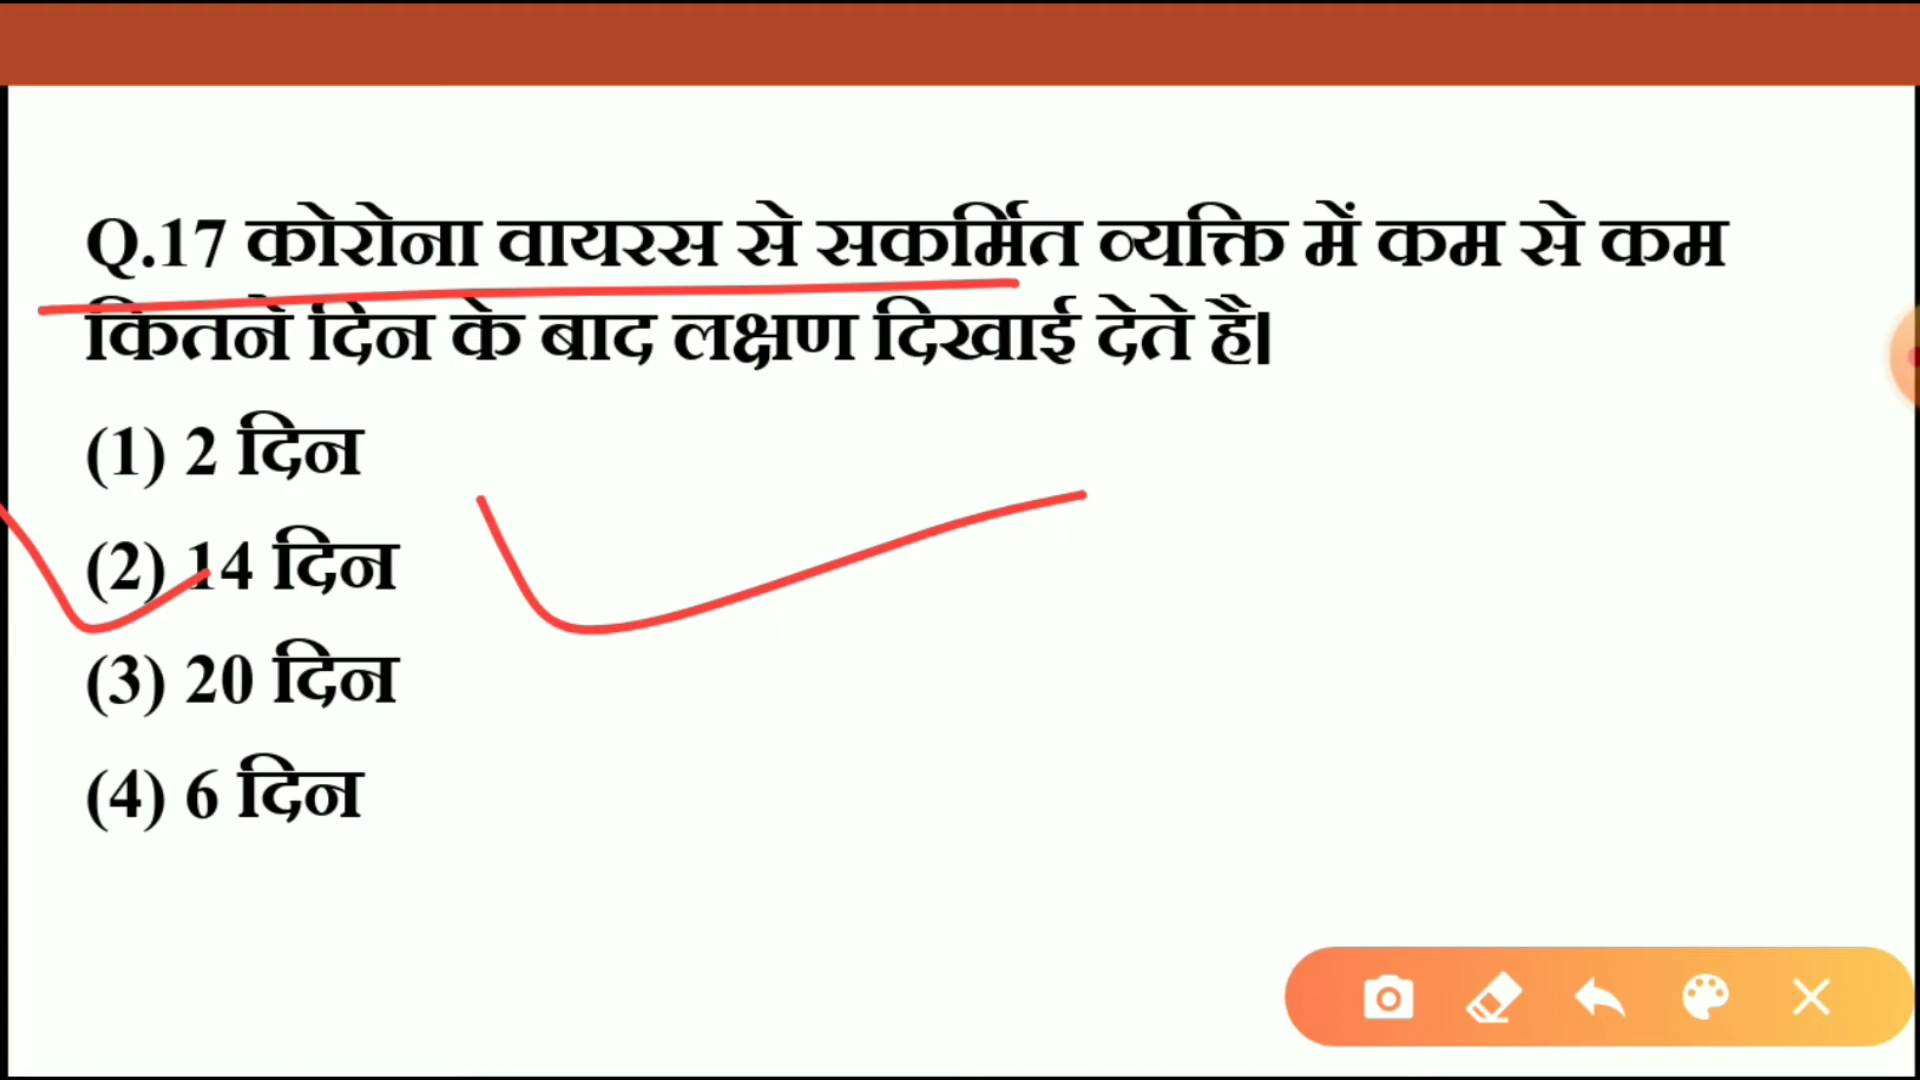 Q.17 कोरोना वायरस से सकर्मित व्यक्ति में कम से कम
कितने दिन के बाद लक्षण दिखाई देते है।
(1) 2 दिन
(2) 14 दिन
(3) 20 दिन
(4) 6 दिन